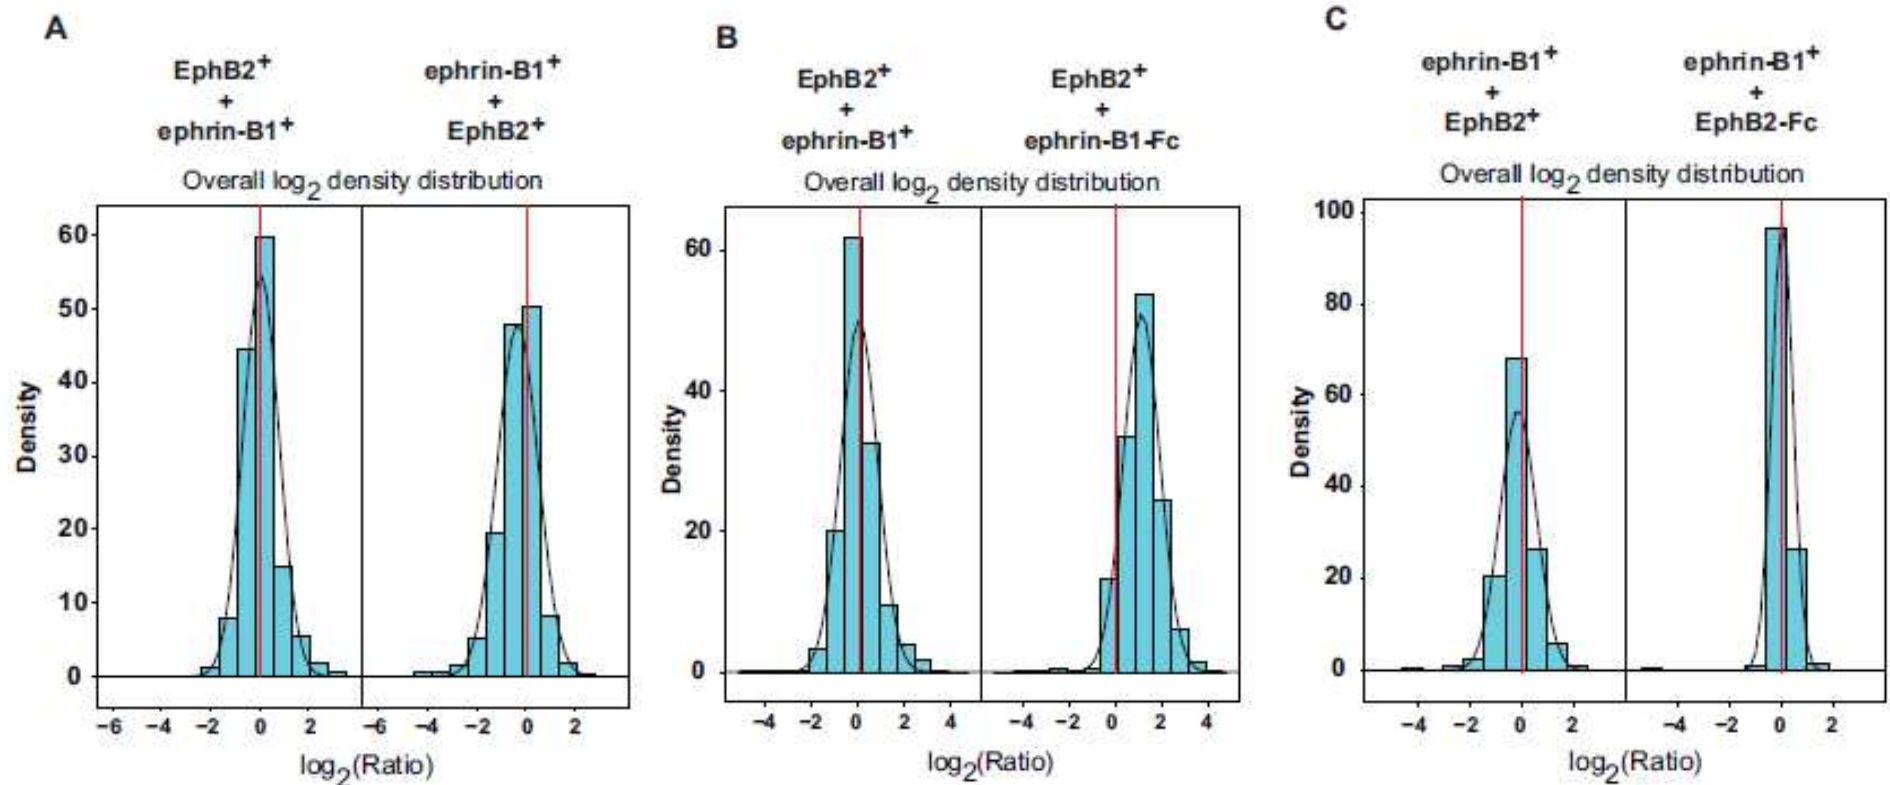 A
EphB2+
+
ephrin-B1+
ephrin-B1+
+
EphB2+
Overall log2 density distribution
Density
60
50
40
30
20
10
0
−6 −4 −2 0 2 −6 −4 −2 0 2
log2(Ratio)
B
EphB2+
+
ephrin-B1+
EphB2+
+
ephrin-B1-Fc
Overall log2 density distribution
Density
60
40
20
0
−4 −2 0 2 4 −4 −2 0 2 4
log2(Ratio)
C
ephrin-B1+
+
EphB2+
ephrin-B1+
+
EphB2-Fc
Overall log2 density distribution
Density
100
80
60
40
20
0
−4 −2 0 2 −4 −2 0 2
log2(Ratio)